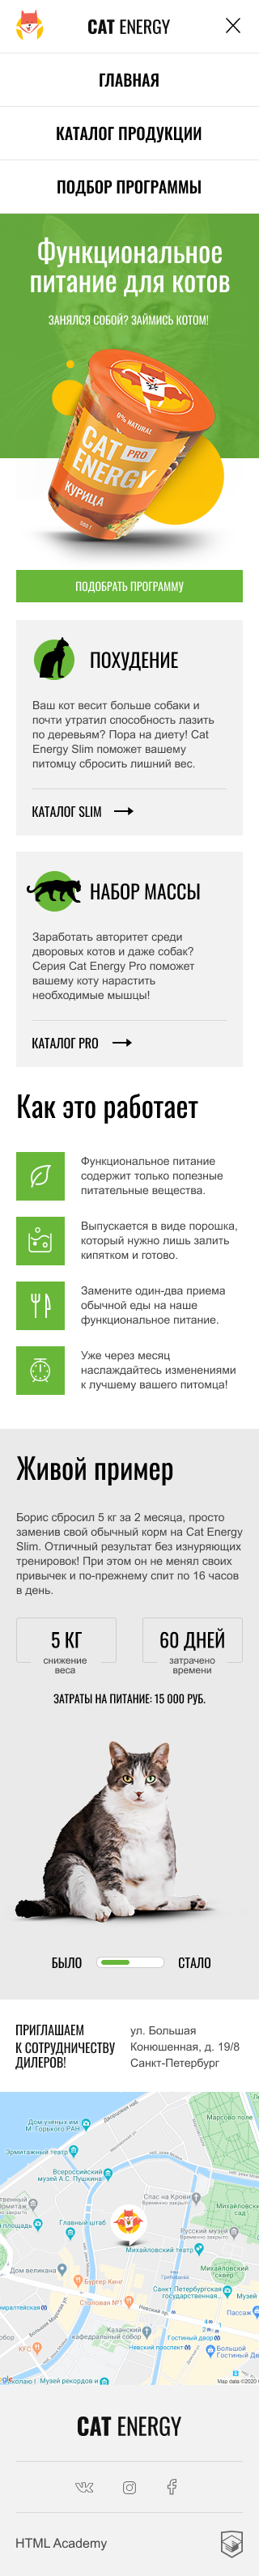 CAT ENERGY
ГЛАВНАЯ
КАТАЛОГ ПРОДУКЦИИ
ПОДБОР ПРОГРАММЫ
Функциональное
питание для котов
ЗАНЯЛСЯ СОБОЙ? ЗАЙМИСЬ КОТОМ!
0% NATURAL
CAT PRO
ENERGY
КУРИЦА
500 г
ПОДОБРАТЬ ПРОГРАММУ
ПОХУДЕНИЕ
Ваш кот весит больше собаки и
почти утратил способность лазить
по деревьям? Пора на диету! Cat
Energy Slim поможет вашему
питомцу сбросить лишний вес.
КАТАЛОГ SLIM
НАБОР МАССЫ
Заработать авторитет среди
дворовых котов и даже собак?
Серия Cat Energy Pro поможет
вашему коту нарастить
необходимые мышцы!
КАТАЛОГ PRO
Как это работает
Функциональное питание
содержит только полезные
питательные вещества.
Выпускается в виде порошка,
который нужно лишь залить
кипятком и готово.
Замените один-два приема
обычной еды на наше
функциональное питание.
Уже через месяц
наслаждайтесь изменениями
к лучшему вашего питомца!
Живой пример
Борис сбросил 5 кг за 2 месяца, просто
заменив свой обычный корм на Cat Energy
Slim. Отличный результат без изнуряющих
тренировок! При этом он не менял своих
привычек и по-прежнему спит по 16 часов
в день.
5 КГ
снижение
веса
60 ДНЕЙ
затрачено
времени
ЗАТРАТЫ НА ПИТАНИЕ: 15 000 РУБ.
БЫЛО
СТАЛО
ПРИГЛАШАЕМ
К СОТРУДНИЧЕСТВУ
ДИЛЕРОВ!
ул. Большая
Конюшенная, д. 19/8
Санкт-Петербург
Дом учёных им.
М. Горького РАН
Марсово поле
Эрмитажный театр
Всероссийский
музей А.С. Пушкина
Спас на Крови
Временно закрыт
Михайловский
сад
Главный штаб
Русский музей
Временно закрыт
Михайловский театр
Дом великана
Михайловский
сквер
Бургер Кинг
Санкт-Петербургская
государственная...
Музей
Столовая №1
Пассаж
Казанский
кафедральный собор
Гостиный двор
KFC
Невский проспект
Большой
Гостиный Двор
Map data ©2020
Музей рекордов и
CAT ENERGY
HTML Academy